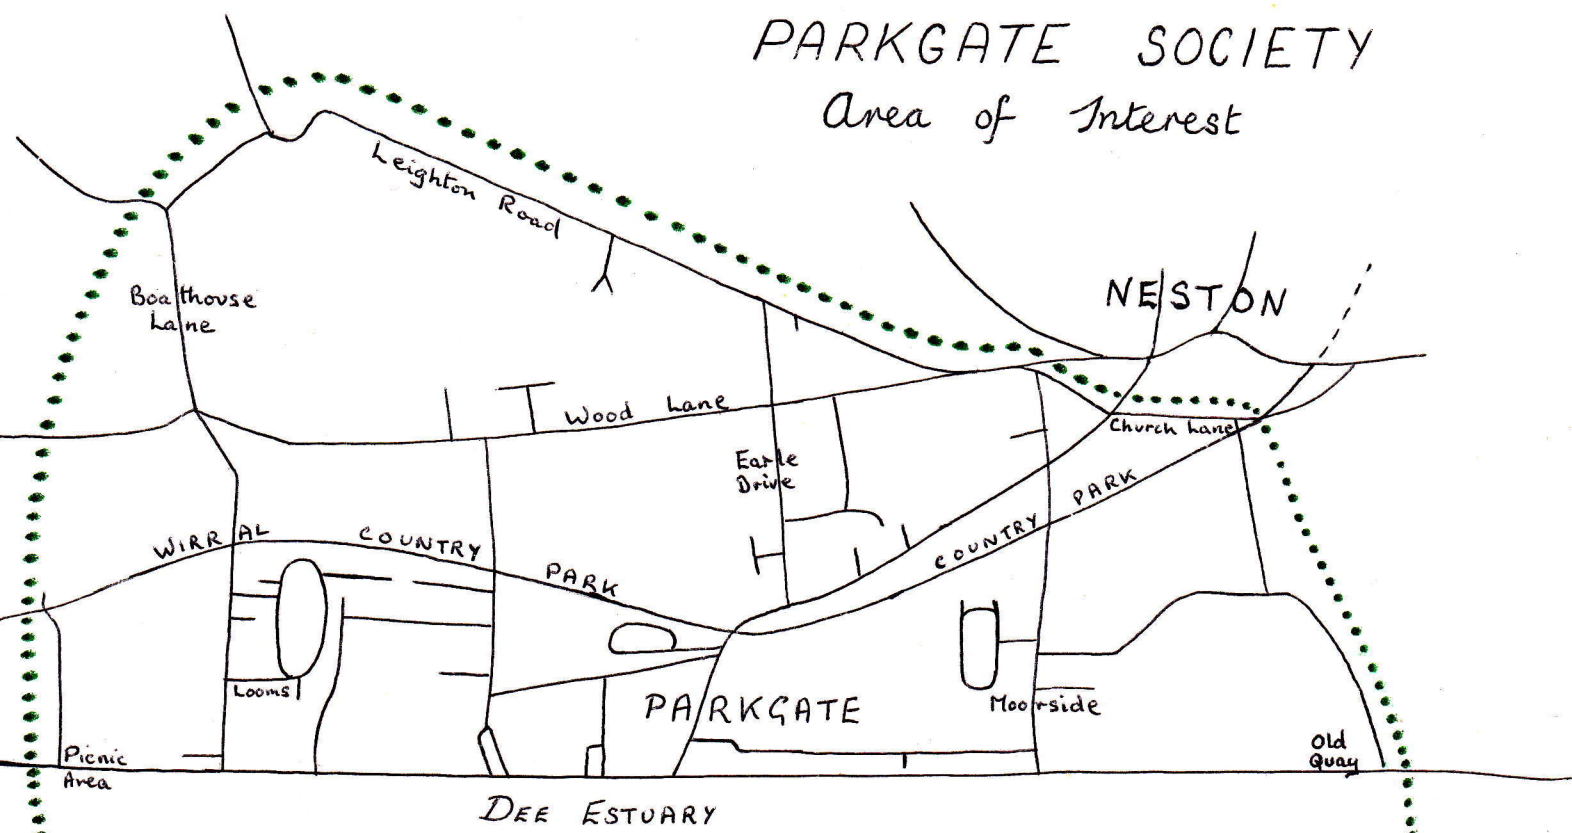 PARKGATE SOCIETY
Area of Interest
Leighton Road
NESTON
Boathouse
Lane
Wood Lane
Church Lane
Earle
Drive
WIRRAL COUNTRY PARK
COUNTRY PARK
Looms
PARKGATE
Moorside
Picnic
Area
Old
Quay
DEE ESTUARY